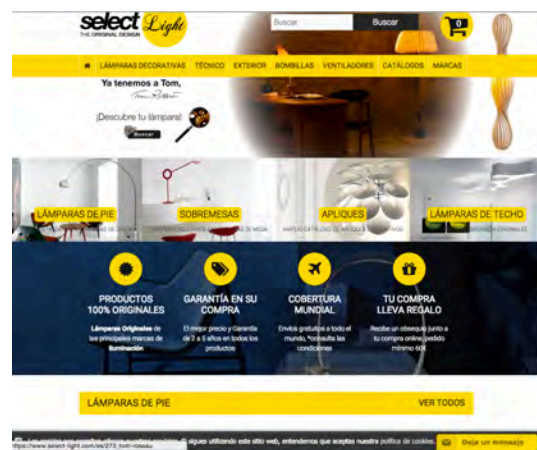 select Light
THE ORIGINAL DESIGN
Buscar
Buscar
0
LÁMPARAS DECORATIVAS TÉCNICO EXTERIOR BOMBILLAS VENTILADORES CATÁLOGOS MARCAS
Ya tenemos a Tom,
¡Descubre tu lámpara!
Buscar
LÁMPARAS DE PIE
SOBREMESAS
APLIQUES
LÁMPARAS DE TECHO
PRODUCTOS
100% ORIGINALES
Lámparas Originales de
las principales marcas de
iluminación
GARANTÍA EN SU
COMPRA
El mejor precio y Garantía
de 2 a 5 años en todos los
productos
COBERTURA
MUNDIAL
Envíos gratuitos a todo el
mundo, *consulta las
condiciones
TU COMPRA
LLEVA REGALO
Recibe un obsequio junto a
tu compra online, pedido
mínimo 60€
LÁMPARAS DE PIE
VER TODOS
sigues utilizando este sitio web, entendemos que aceptas nuestra política de cookies.
Deja un mensaje